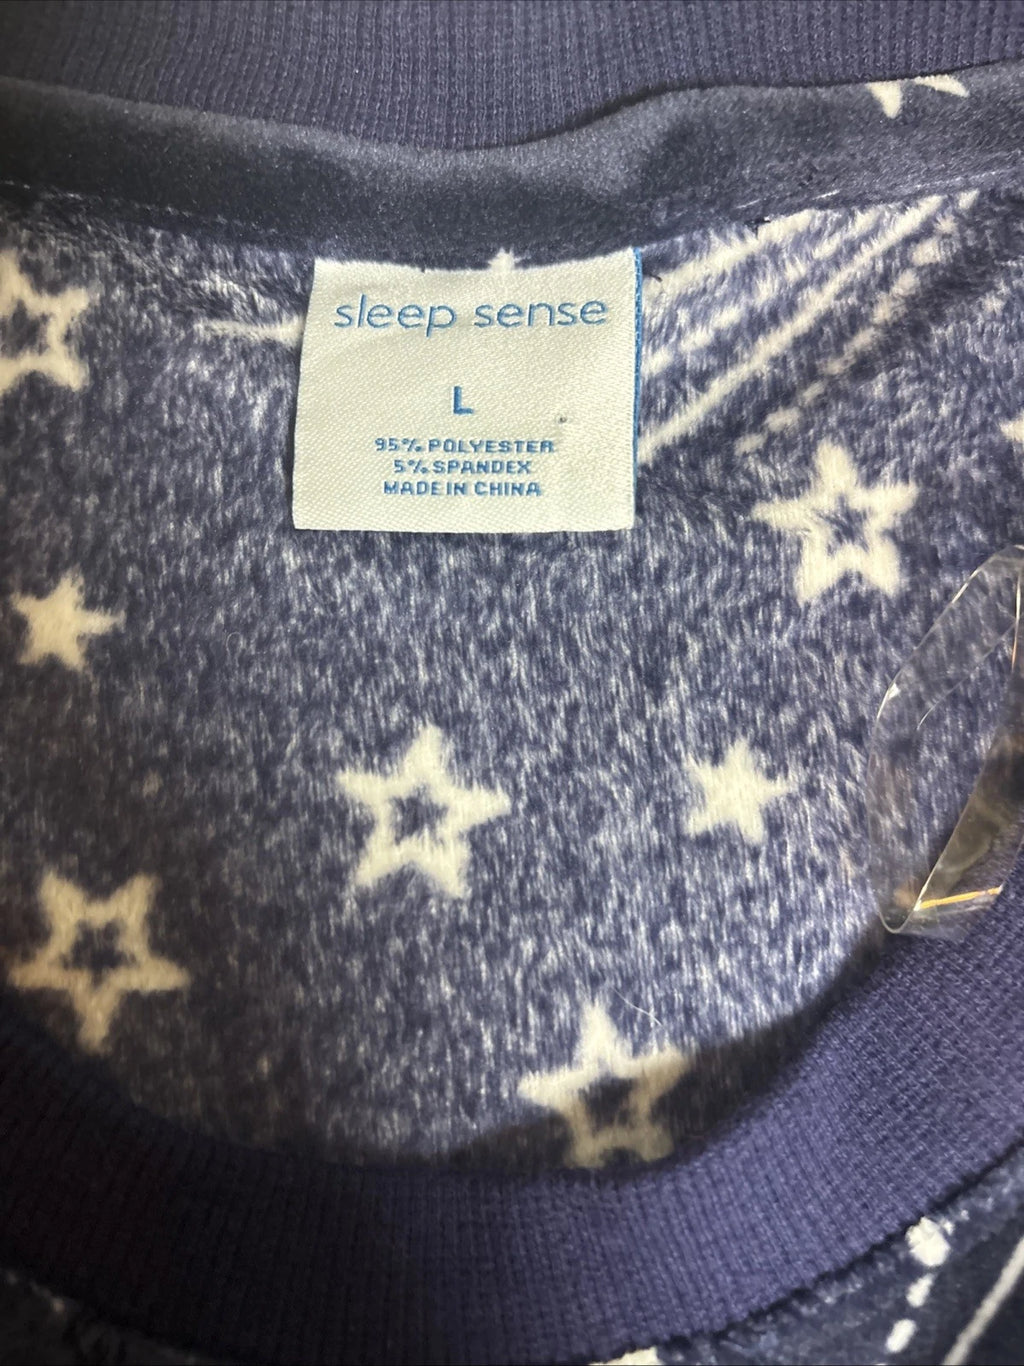 sleep sense
L
95% POLYESTER
5% SPANDEX
MADE IN CHINA